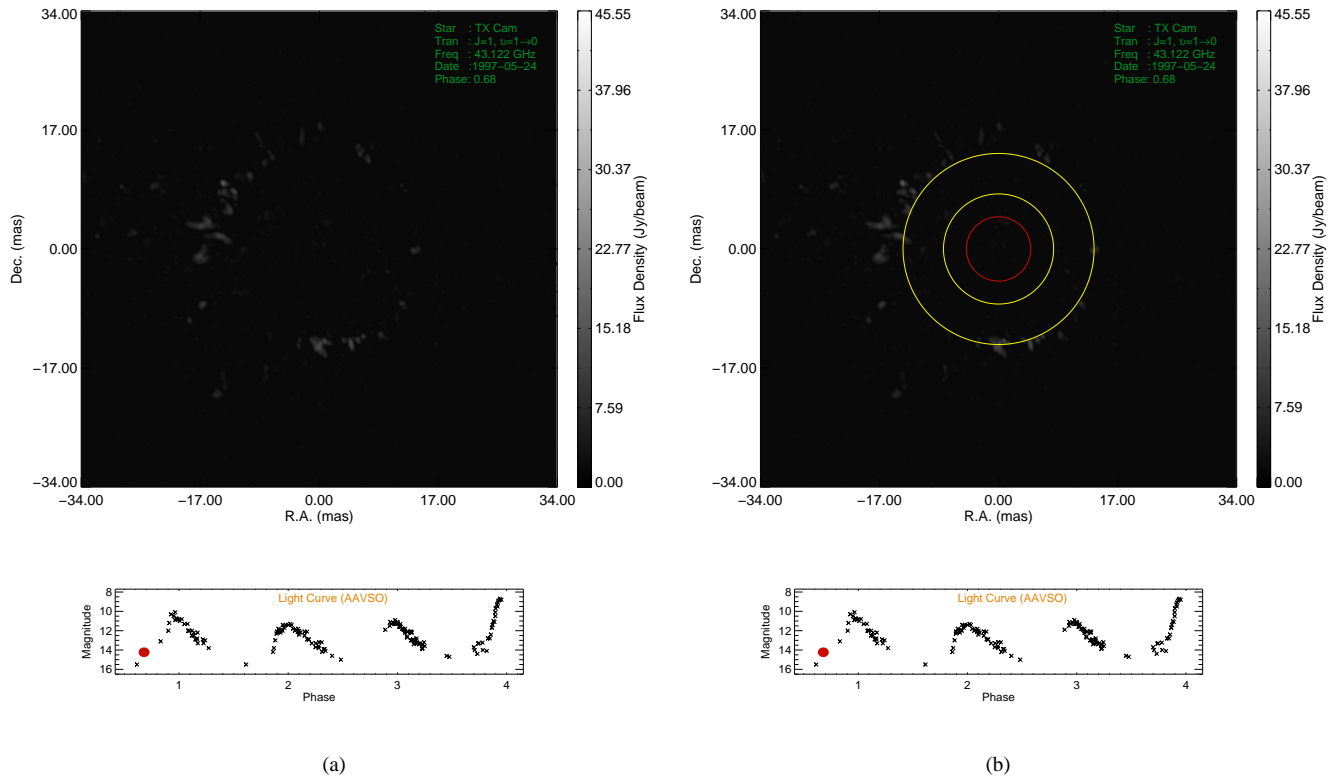 34.00
17.00
0.00
−17.00
−34.00
Dec. (mas)
−34.00
−17.00
0.00
17.00
34.00
R.A. (mas)
Star : TX Cam
Tran : J=1, υ=1→0
Freq : 43.122 GHz
Date :1997−05−24
Phase: 0.68
45.55
37.96
30.37
22.77
15.18
7.59
0.00
Flux Density (Jy/beam)
34.00
17.00
0.00
−17.00
−34.00
Dec. (mas)
−34.00
−17.00
0.00
17.00
34.00
R.A. (mas)
Star : TX Cam
Tran : J=1, υ=1→0
Freq : 43.122 GHz
Date :1997−05−24
Phase: 0.68
45.55
37.96
30.37
22.77
15.18
7.59
0.00
Flux Density (Jy/beam)
Light Curve (AAVSO)
8
10
12
14
16
Magnitude
1
2
3
4
Phase
Light Curve (AAVSO)
8
10
12
14
16
Magnitude
1
2
3
4
Phase
(a)
(b)